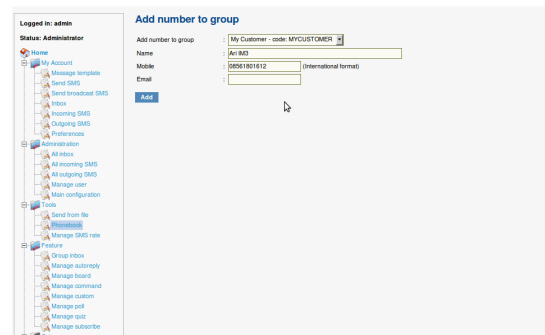 Logged in: admin
Status: Administrator
Home
My Account
Message template
Send SMS
Send broadcast SMS
Inbox
Incoming SMS
Outgoing SMS
Preferences
Administration
All inbox
All incoming SMS
All outgoing SMS
Manage user
Main configuration
Tools
Send from file
Phonebook
Manage SMS rate
Feature
Group inbox
Manage autoreply
Manage board
Manage command
Manage custom
Manage poll
Manage quiz
Manage subscribe
Add number to group
Add number to group : My Customer - code: MYCUSTOMER
Name : Ari IM3
Mobile : 08561801612 (International format)
Email :
Add